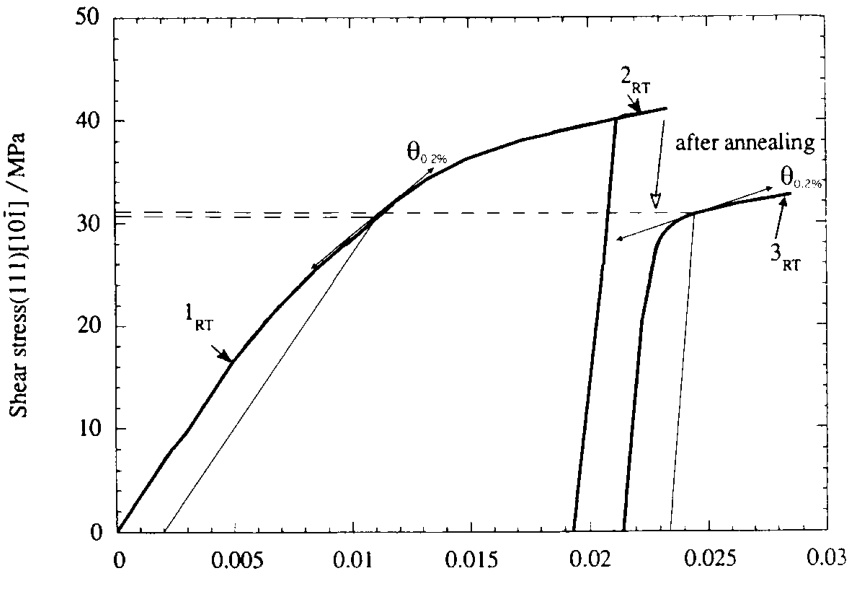 50
40
30
20
10
0
Shear stress(111)[101̄] / MPa
θ0.2%
2RT
after annealing
θ0.2%
3RT
1RT
0
0.005
0.01
0.015
0.02
0.025
0.03